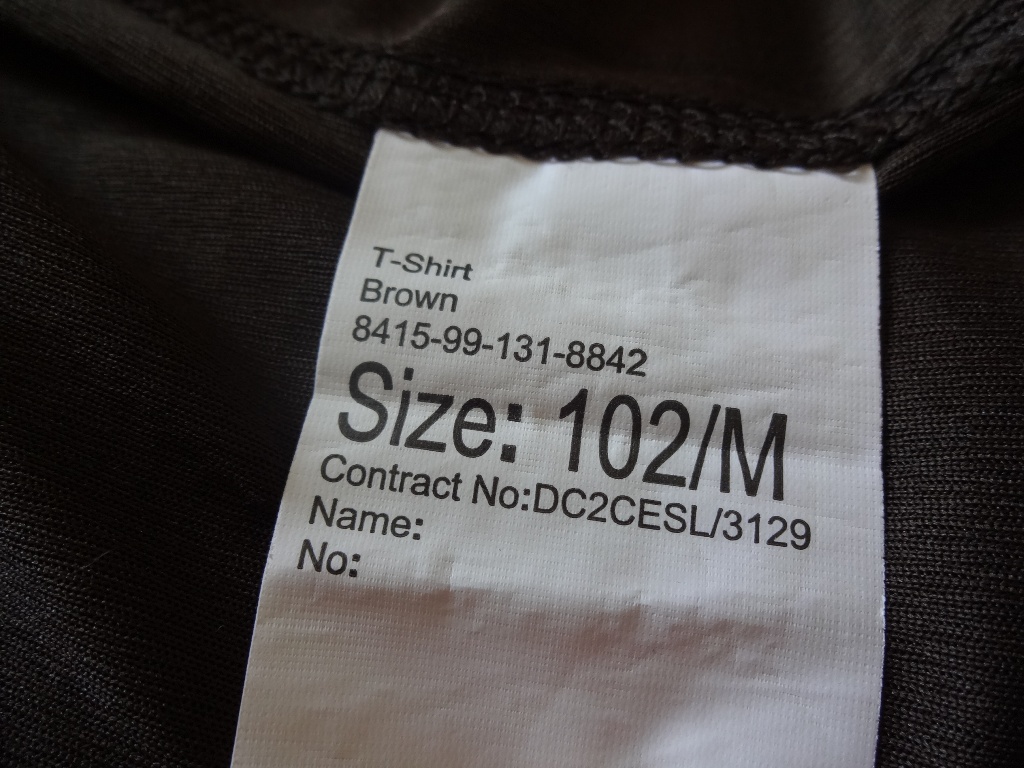 T-Shirt
Brown
8415-99-131-8842
Size: 102/M
Contract No:DC2CESL/3129
Name:
No: